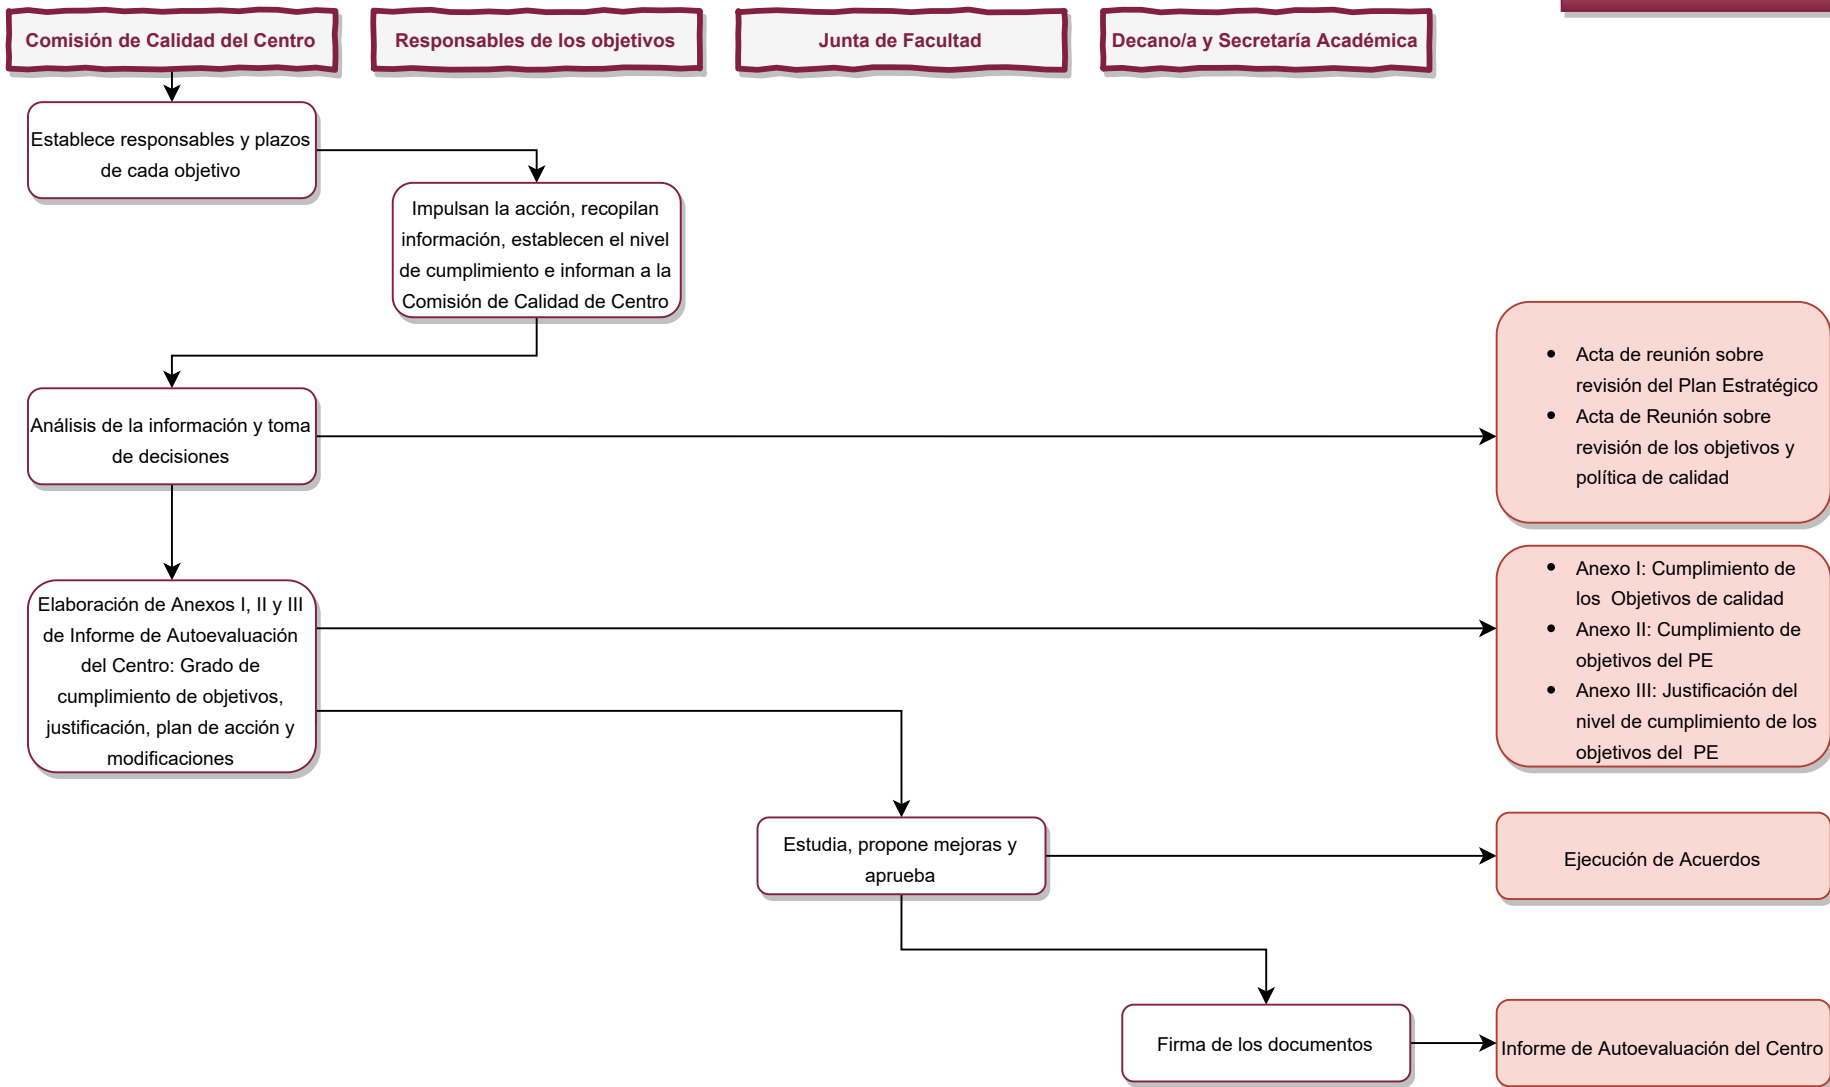 Comisión de Calidad del Centro
Responsables de los objetivos
Junta de Facultad
Decano/a y Secretaría Académica
Establece responsables y plazos
de cada objetivo
Impulsan la acción, recopilan
información, establecen el nivel
de cumplimiento e informan a la
Comisión de Calidad de Centro
Análisis de la información y toma
de decisiones
• Acta de reunión sobre
revisión del Plan Estratégico
• Acta de Reunión sobre
revisión de los objetivos y
política de calidad
Elaboración de Anexos I, II y III
de Informe de Autoevaluación
del Centro: Grado de
cumplimiento de objetivos,
justificación, plan de acción y
modificaciones
• Anexo I: Cumplimiento de
los Objetivos de calidad
• Anexo II: Cumplimiento de
objetivos del PE
• Anexo III: Justificación del
nivel de cumplimiento de los
objetivos del PE
Estudia, propone mejoras y
aprueba
Ejecución de Acuerdos
Firma de los documentos
Informe de Autoevaluación del Centro